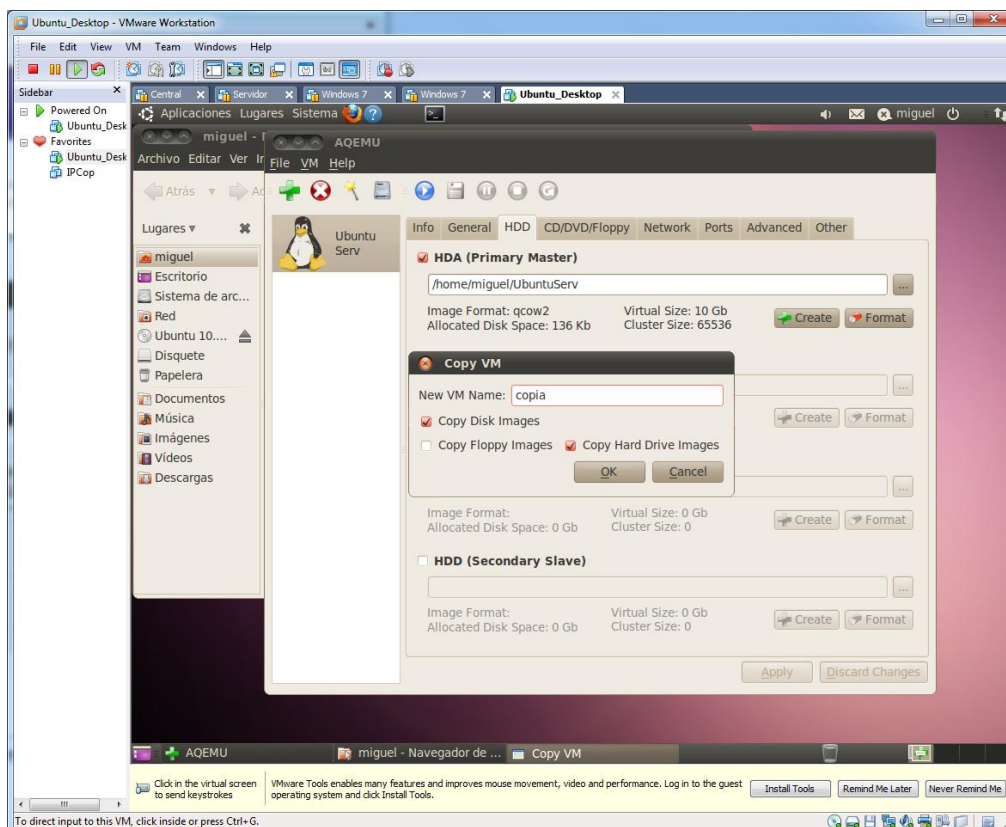 Ubuntu_Desktop - VMware Workstation
File Edit View VM Team Windows Help
Sidebar
Powered On
Ubuntu_Desk
Favorites
Ubuntu_Desk
IPCop
Central Servidor Windows 7 Windows 7 Ubuntu_Desktop
Aplicaciones Lugares Sistema miguel
miguel -
Archivo Editar Ver Ir
Atrás
Lugares
miguel
Escritorio
Sistema de arc...
Red
Ubuntu 10....
Disquete
Papelera
Documentos
Música
Imágenes
Vídeos
Descargas
AQEMU
File VM Help
Ubuntu
Serv
Info General HDD CD/DVD/Floppy Network Ports Advanced Other
HDA (Primary Master)
/home/miguel/UbuntuServ
...
Image Format: qcow2 Virtual Size: 10 Gb
Allocated Disk Space: 136 Kb Cluster Size: 65536
Create Format
...
Create Format
Copy VM
New VM Name: copia
Copy Disk Images
Copy Floppy Images Copy Hard Drive Images
OK Cancel
...
Image Format: Virtual Size: 0 Gb
Allocated Disk Space: 0 Gb Cluster Size: 0
Create Format
HDD (Secondary Slave)
...
Image Format: Virtual Size: 0 Gb
Allocated Disk Space: 0 Gb Cluster Size: 0
Create Format
Apply Discard Changes
AQEMU miguel - Navegador de ... Copy VM
Click in the virtual screen
to send keystrokes
VMware Tools enables many features and improves mouse movement, video and performance. Log in to the guest
operating system and click Install Tools.
Install Tools Remind Me Later Never Remind Me
To direct input to this VM, click inside or press Ctrl+G.